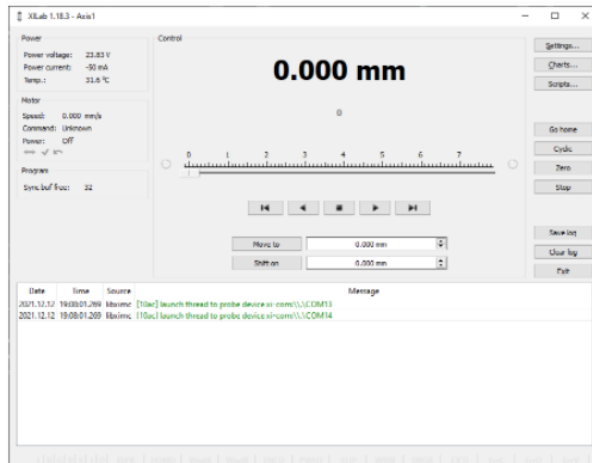 XILab 1.18.3 - Axis1
Power
Power voltage: 23.83 V
Power current: -50 mA
Temp.: 31.6 °C
Motor
Speed: 0.000 mm/s
Command: Unknown
Power: Off
Program
Sync buf free: 32
Control
0.000 mm
0 1 2 3 4 5 6 7
Move to 0.000 mm
Shift on 0.000 mm
Settings...
Charts...
Scripts...
Go home
Cyclic
Zero
Stop
Save log
Clear log
Exit
Date Time Source Message
2021.12.12 19:08:01.269 libximc [10ac] launch thread to probe device xi-com:\\.\COM13
2021.12.12 19:08:01.269 libximc [10ac] launch thread to probe device xi-com:\\.\COM14